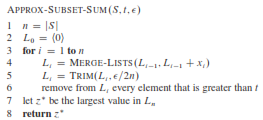 APPROX-SUBSET-SUM(S, t, ϵ)
1 n = |S|
2 L₀ = ⟨0⟩
3 for i = 1 to n
4 Lᵢ = MERGE-LISTS(Lᵢ₋₁, Lᵢ₋₁ + xᵢ)
5 Lᵢ = TRIM(Lᵢ, ϵ/2n)
6 remove from Lᵢ every element that is greater than t
7 let z* be the largest value in Lₙ
8 return z*